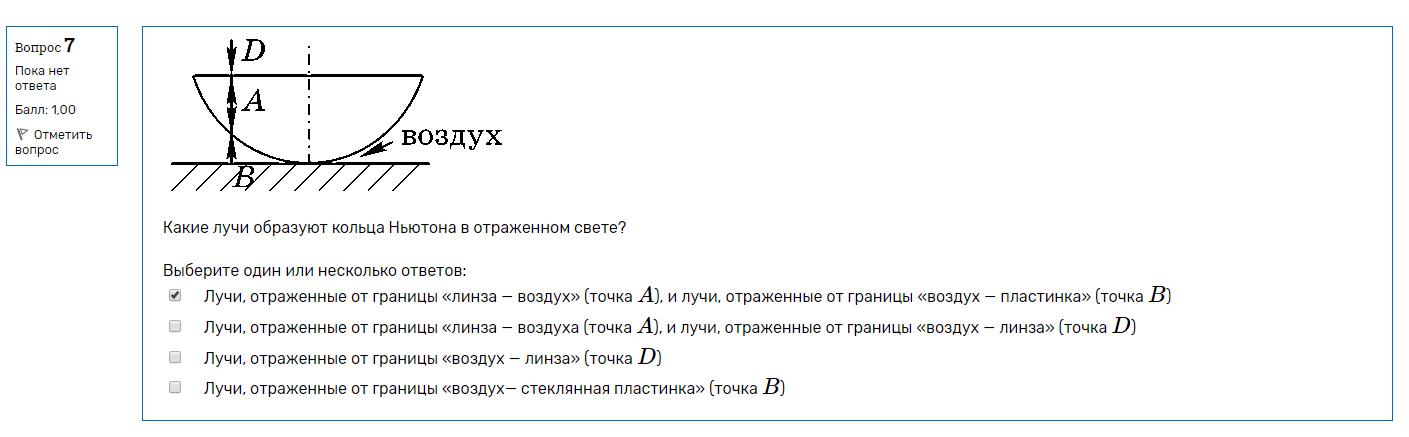 Вопрос 7
Пока нет
ответа
Балл: 1,00
Отметить
вопрос
D
A
воздух
B
Какие лучи образуют кольца Ньютона в отраженном свете?
Выберите один или несколько ответов:
Лучи, отраженные от границы «линза – воздух» (точка A), и лучи, отраженные от границы «воздух – пластинка» (точка B)
Лучи, отраженные от границы «линза – воздуха (точка A), и лучи, отраженные от границы «воздух – линза» (точка D)
Лучи, отраженные от границы «воздух – линза» (точка D)
Лучи, отраженные от границы «воздух– стеклянная пластинка» (точка B)